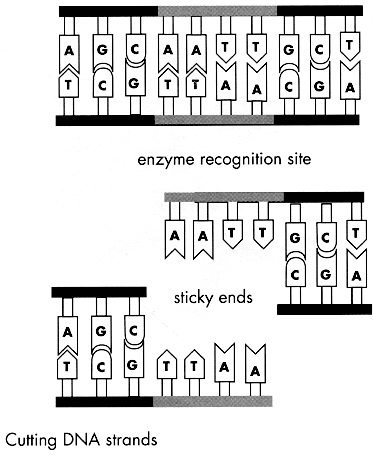 A G C A A T T G C T
T C G T T A A C G A
enzyme recognition site
A A T T G C T
C G A
sticky ends
A G C
T C G T T A A
Cutting DNA strands